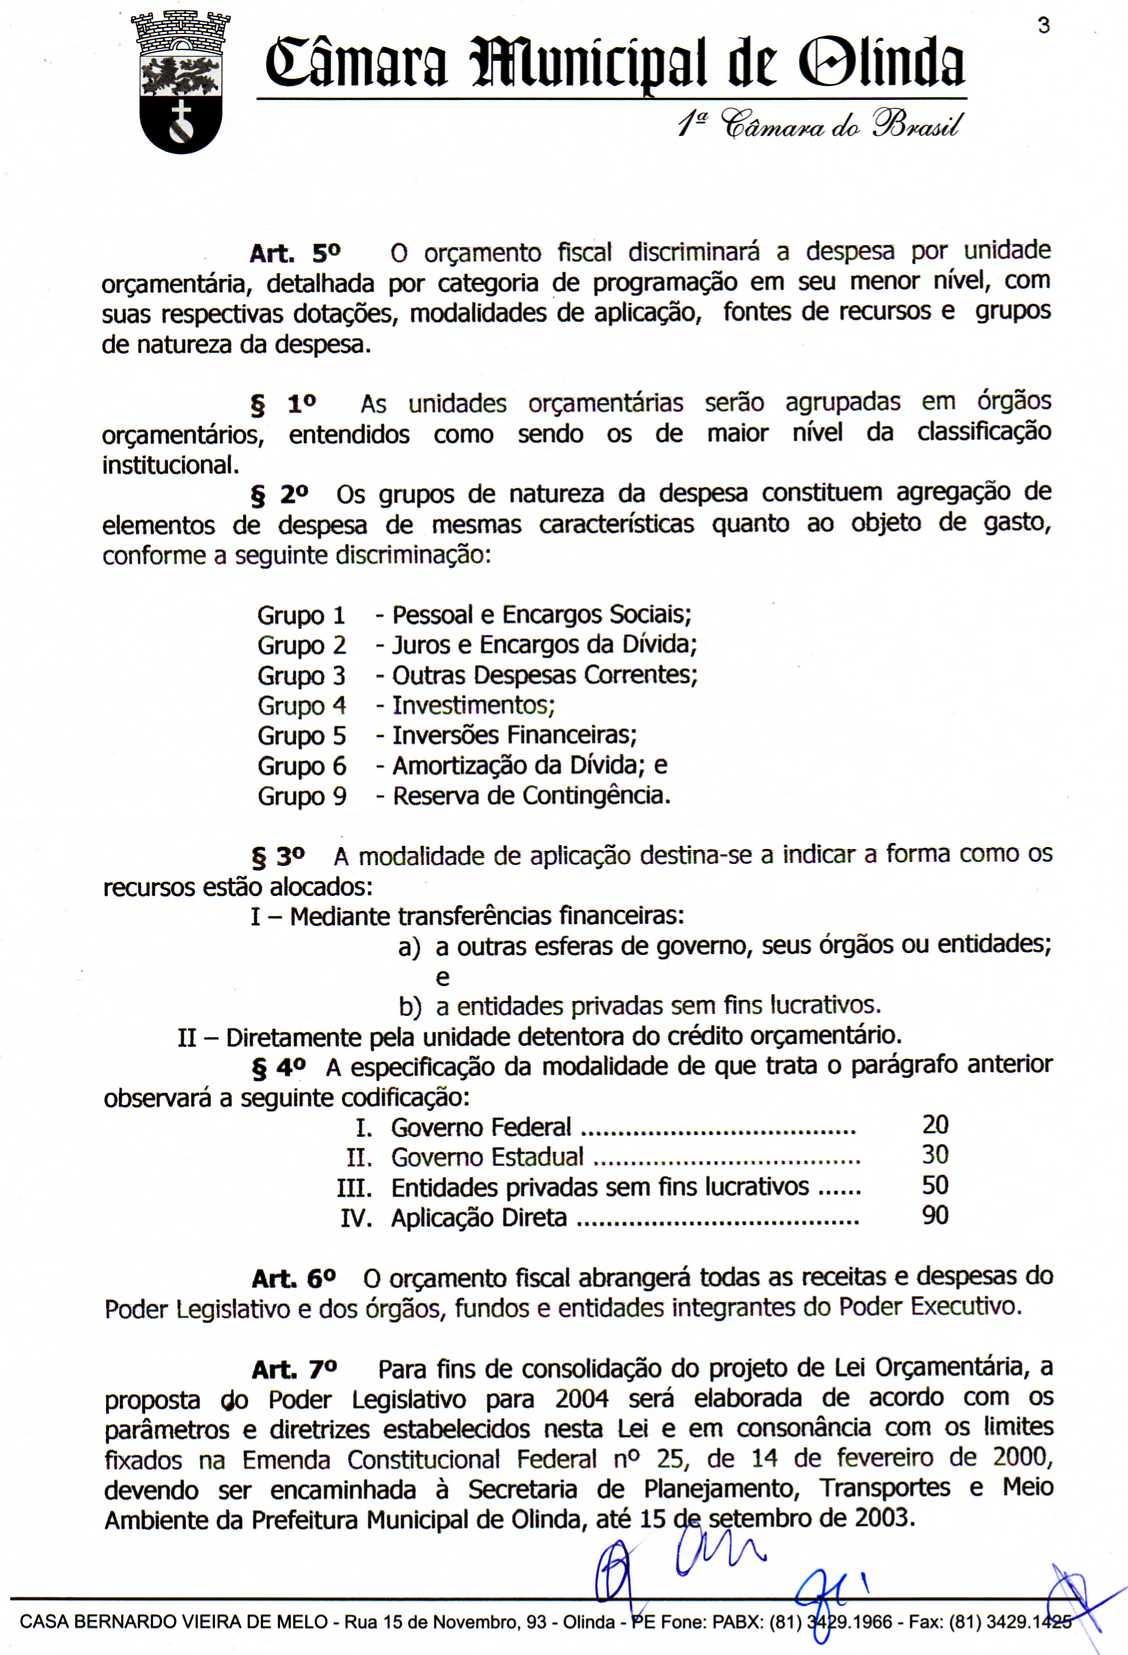 3
Câmara Municipal de Olinda
1ª Câmara do Brasil
Art. 5º O orçamento fiscal discriminará a despesa por unidade
orçamentária, detalhada por categoria de programação em seu menor nível, com
suas respectivas dotações, modalidades de aplicação, fontes de recursos e grupos
de natureza da despesa.
§ 1º As unidades orçamentárias serão agrupadas em órgãos
orçamentários, entendidos como sendo os de maior nível da classificação
institucional.
§ 2º Os grupos de natureza da despesa constituem agregação de
elementos de despesa de mesmas características quanto ao objeto de gasto,
conforme a seguinte discriminação:
Grupo 1 - Pessoal e Encargos Sociais;
Grupo 2 - Juros e Encargos da Dívida;
Grupo 3 - Outras Despesas Correntes;
Grupo 4 - Investimentos;
Grupo 5 - Inversões Financeiras;
Grupo 6 - Amortização da Dívida; e
Grupo 9 - Reserva de Contingência.
§ 3º A modalidade de aplicação destina-se a indicar a forma como os
recursos estão alocados:
I – Mediante transferências financeiras:
a) a outras esferas de governo, seus órgãos ou entidades;
e
b) a entidades privadas sem fins lucrativos.
II – Diretamente pela unidade detentora do crédito orçamentário.
§ 4º A especificação da modalidade de que trata o parágrafo anterior
observará a seguinte codificação:
I. Governo Federal ..................................... 20
II. Governo Estadual .................................... 30
III. Entidades privadas sem fins lucrativos ...... 50
IV. Aplicação Direta ...................................... 90
Art. 6º O orçamento fiscal abrangerá todas as receitas e despesas do
Poder Legislativo e dos órgãos, fundos e entidades integrantes do Poder Executivo.
Art. 7º Para fins de consolidação do projeto de Lei Orçamentária, a
proposta do Poder Legislativo para 2004 será elaborada de acordo com os
parâmetros e diretrizes estabelecidos nesta Lei e em consonância com os limites
fixados na Emenda Constitucional Federal nº 25, de 14 de fevereiro de 2000,
devendo ser encaminhada à Secretaria de Planejamento, Transportes e Meio
Ambiente da Prefeitura Municipal de Olinda, até 15 de setembro de 2003.
CASA BERNARDO VIEIRA DE MELO - Rua 15 de Novembro, 93 - Olinda - PE Fone: PABX: (81) 3429.1966 - Fax: (81) 3429.1425